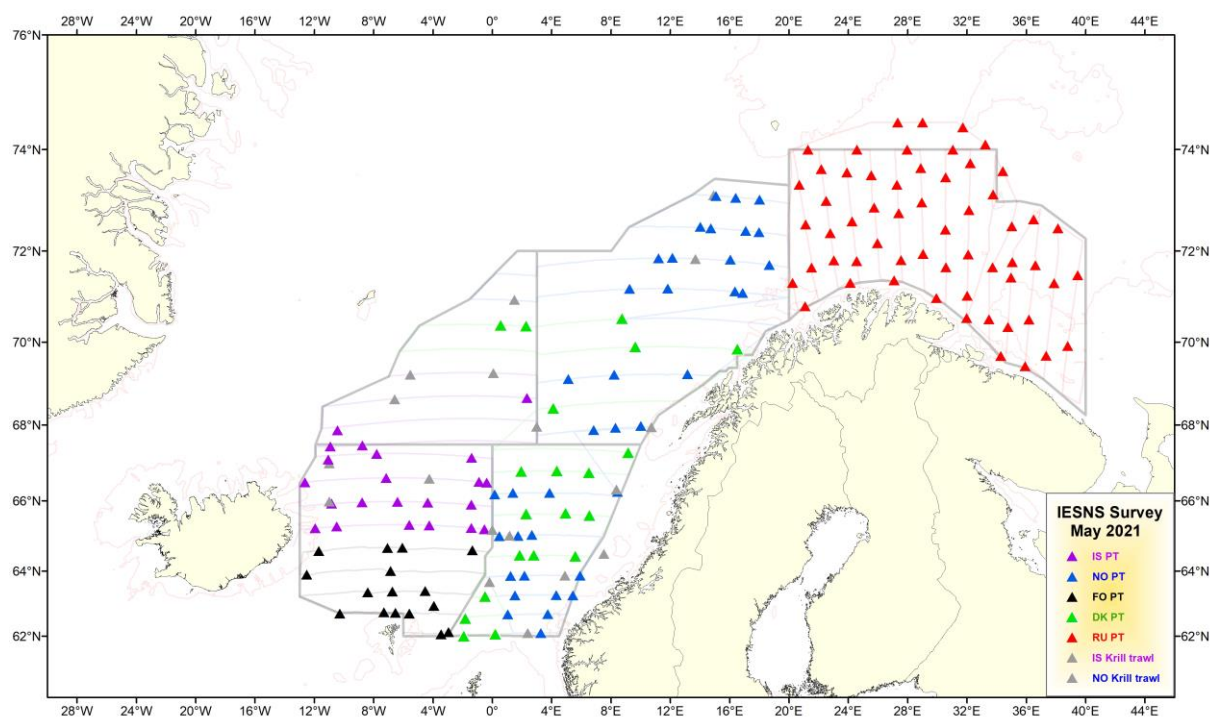 28°W 24°W 20°W 16°W 12°W 8°W 4°W 0° 4°E 8°E 12°E 16°E 20°E 24°E 28°E 32°E 36°E 40°E 44°E
76°N 76°N
74°N 74°N
72°N 72°N
70°N 70°N
68°N 68°N
66°N 66°N
64°N 64°N
62°N 62°N
IESNS Survey
May 2021
IS PT
NO PT
FO PT
DK PT
RU PT
IS Krill trawl
NO Krill trawl
28°W 24°W 20°W 16°W 12°W 8°W 4°W 0° 4°E 8°E 12°E 16°E 20°E 24°E 28°E 32°E 36°E 40°E 44°E